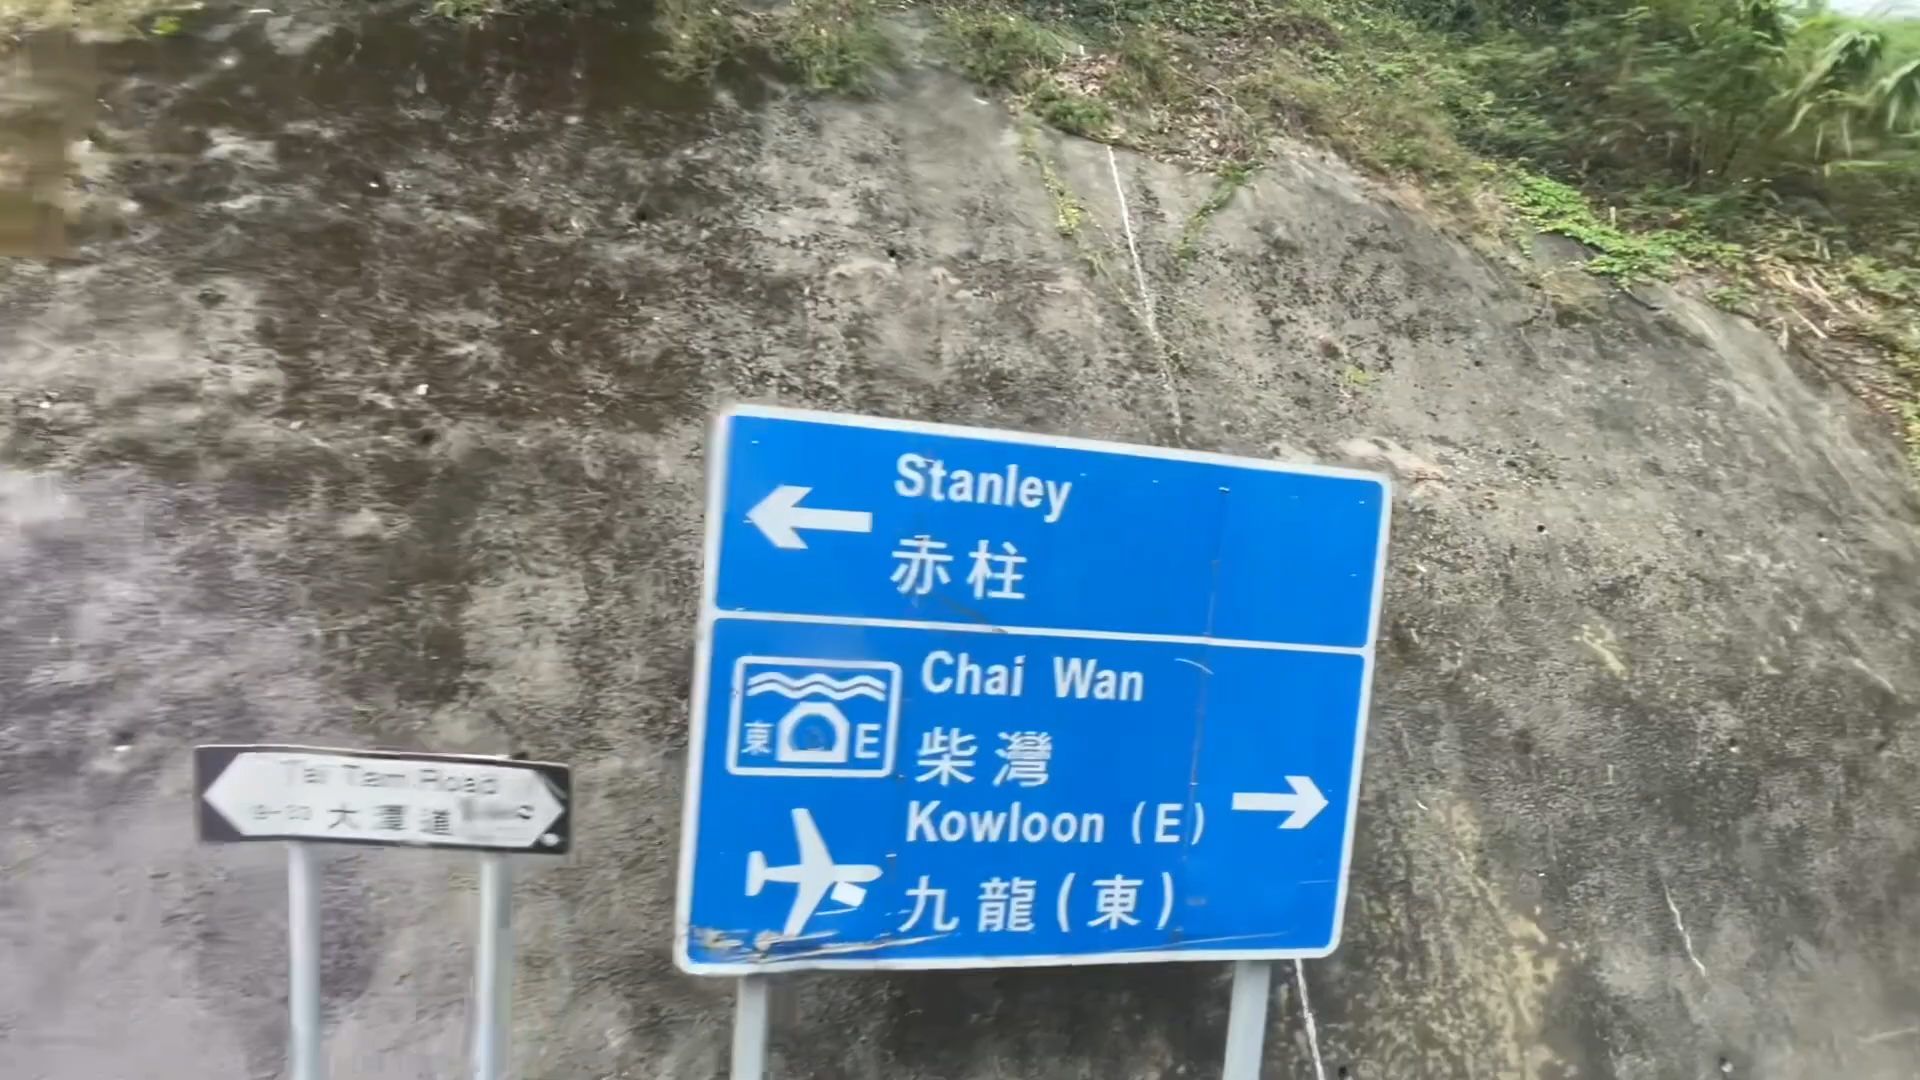 Stanley
赤柱
Chai Wan
柴灣
東 E
Kowloon (E)
九龍(東)
Tai Tam Road
大潭道